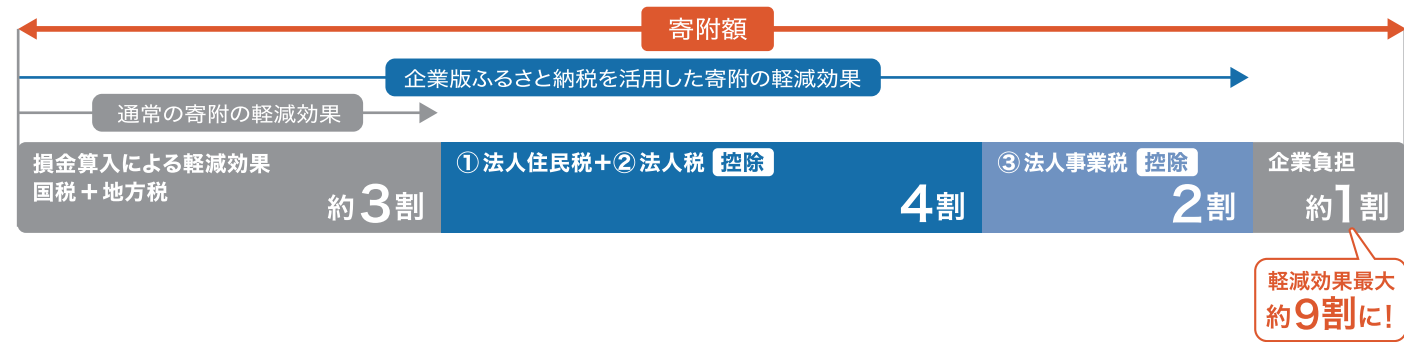 寄附額
企業版ふるさと納税を活用した寄附の軽減効果
通常の寄附の軽減効果
損金算入による軽減効果
国税+地方税
約3割
①法人住民税+②法人税 控除
4割
③法人事業税 控除
2割
企業負担
約1割
軽減効果最大
約9割に!